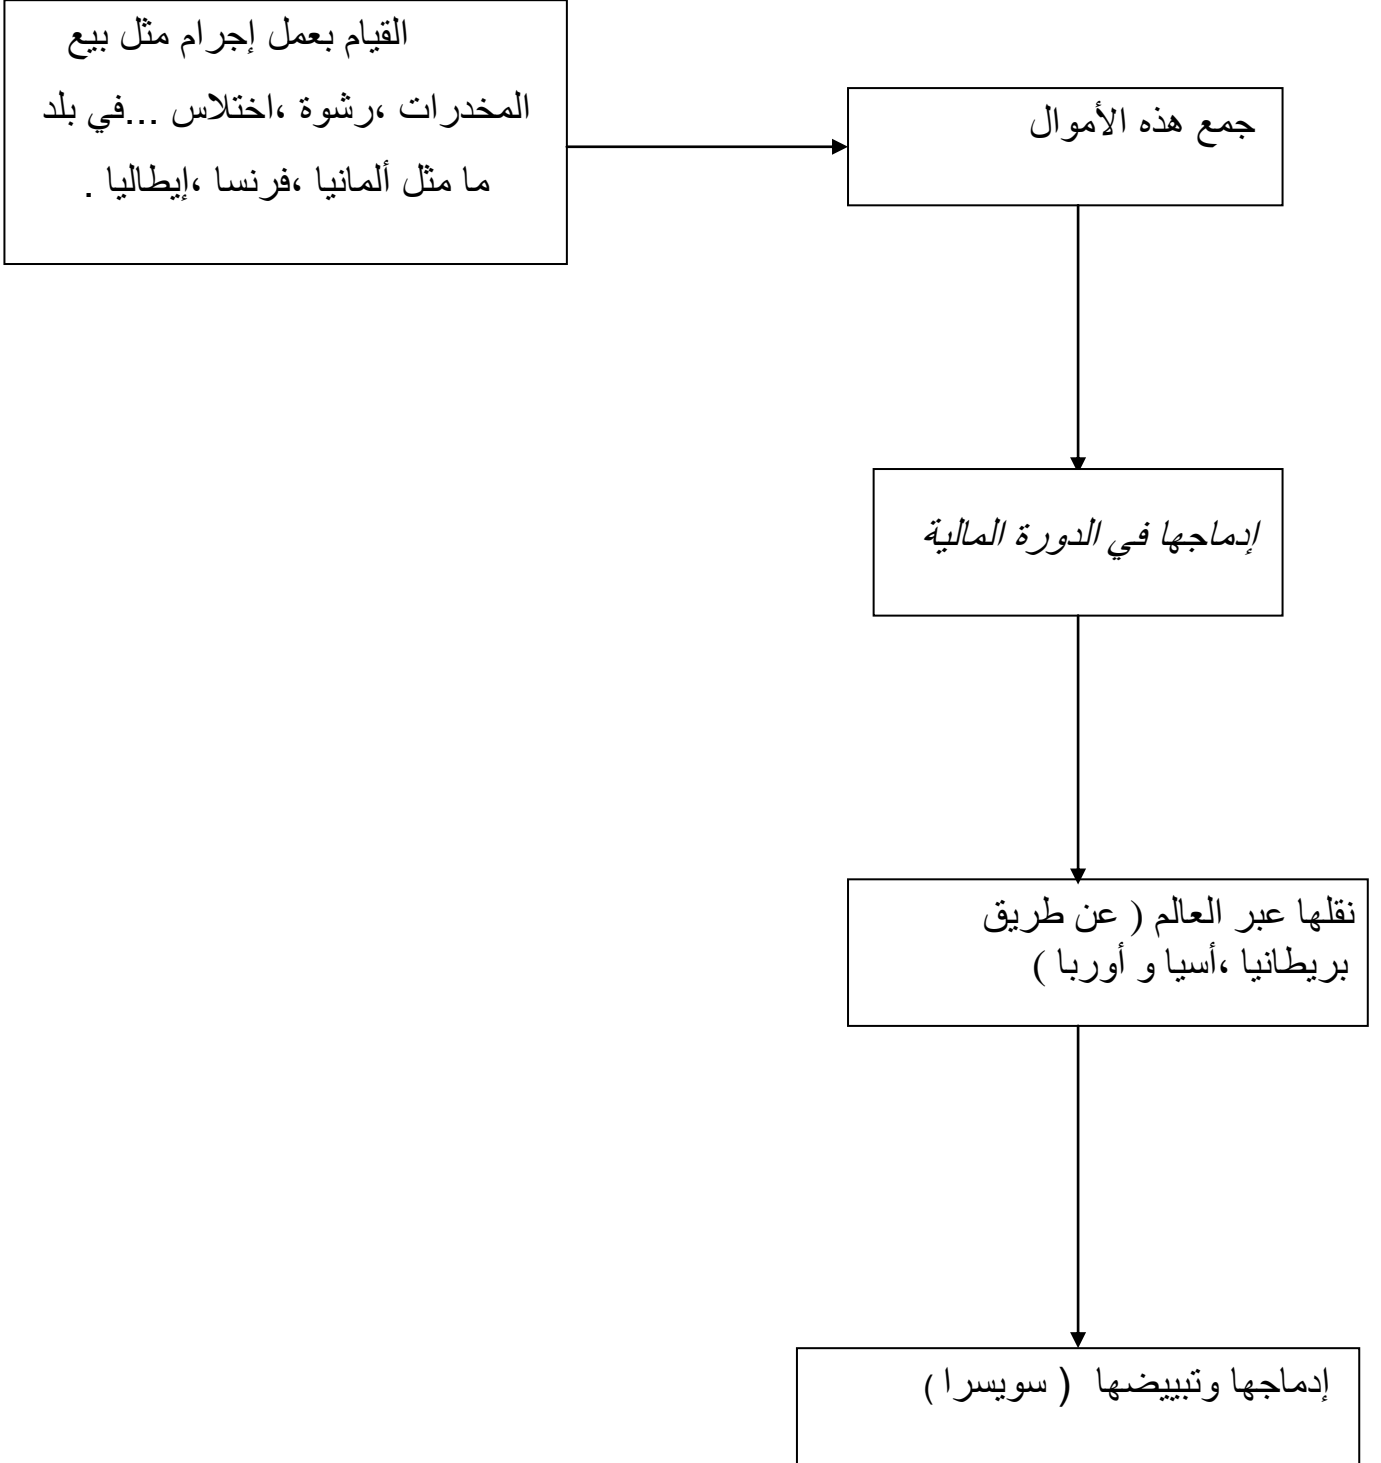 القيام بعمل إجرام مثل بيع
المخدرات ،رشوة ،اختلاس ...في بلد
ما مثل ألمانيا ،فرنسا ،إيطاليا .
جمع هذه الأموال
إدماجها في الدورة المالية
نقلها عبر العالم ( عن طريق
بريطانيا ،أسيا و أوربا )
إدماجها وتبييضها ( سويسرا )